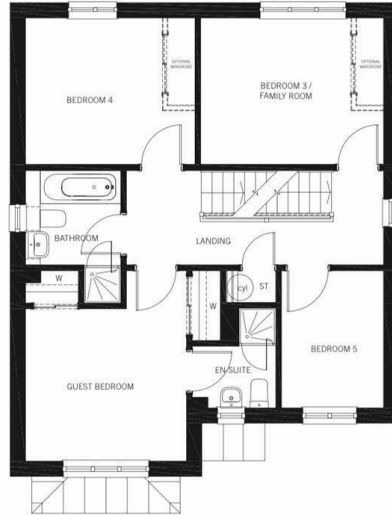 BEDROOM 4
OPTIONAL
WARDROBE
BEDROOM 3 /
FAMILY ROOM
OPTIONAL
WARDROBE
BATHROOM
LANDING
W
cyl
ST
W
BEDROOM 5
EN SUITE
GUEST BEDROOM